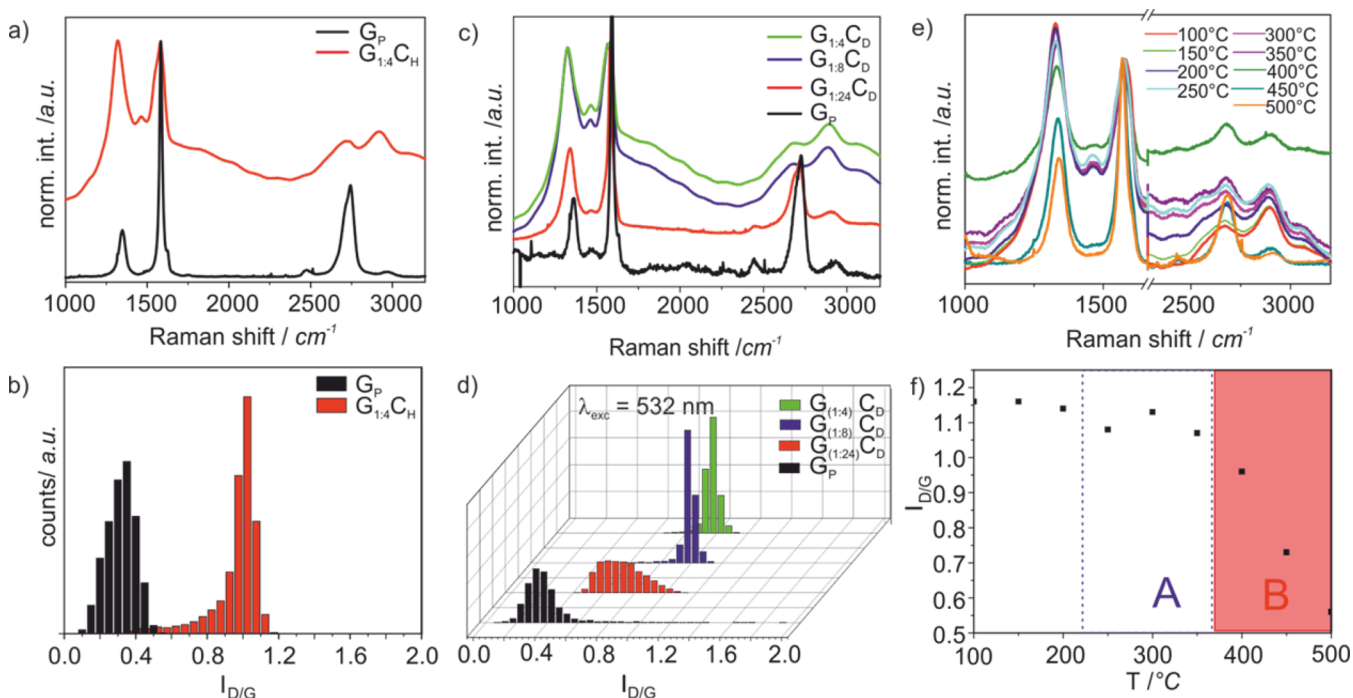 a)
G_P
G_1:4C_H
norm. int. /a.u.
1000 1500 2000 2500 3000
Raman shift / cm⁻¹
c)
G_1:4C_D
G_1:8C_D
G_1:24C_D
G_P
norm. int. /a.u.
1000 1500 2000 2500 3000
Raman shift /cm⁻¹
e)
100°C 300°C
150°C 350°C
200°C 400°C
250°C 450°C
500°C
norm. int. /a.u.
1000 1500 2500 3000
Raman shift /cm⁻¹
b)
G_P
G_1:4C_H
counts/ a.u.
0.0 0.4 0.8 1.2 1.6 2.0
I_D/G
d)
λ_exc = 532 nm
G_(1:4) C_D
G_(1:8) C_D
G_(1:24) C_D
G_P
0.4 0.8 1.2 1.6 2.0
I_D/G
f)
I_D/G
1.2
1.1
1.0
0.9
0.8
0.7
0.6
0.5
A B
100 200 300 400 500
T /°C